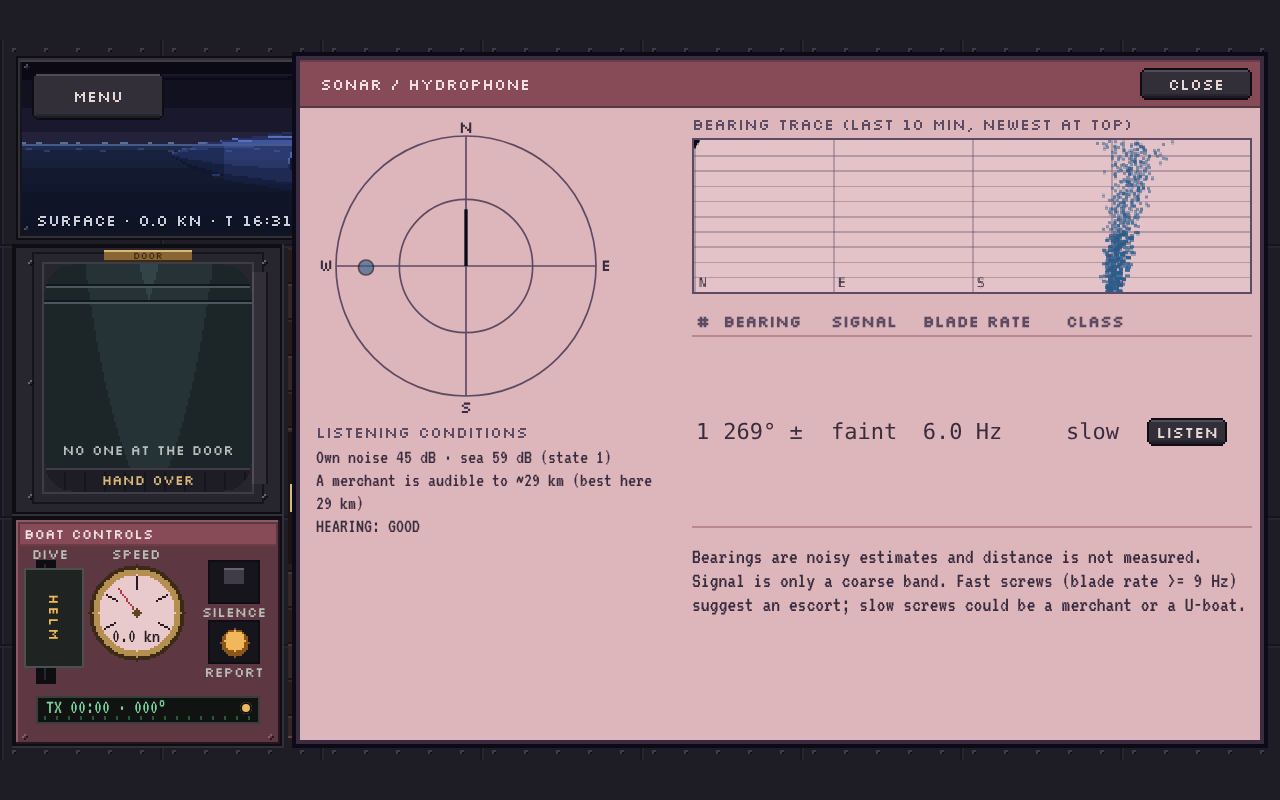 MENU
SURFACE · 0.0 KN · T 16:31
DOOR
NO ONE AT THE DOOR
HAND OVER
BOAT CONTROLS
DIVE
SPEED
HELM
0.0 kn
SILENCE
REPORT
TX 00:00 · 000°
SONAR / HYDROPHONE
CLOSE
N
W
E
S
LISTENING CONDITIONS
Own noise 45 dB · sea 59 dB (state 1)
A merchant is audible to ~29 km (best here
29 km)
HEARING: GOOD
BEARING TRACE (LAST 10 MIN, NEWEST AT TOP)
N E S
# BEARING SIGNAL BLADE RATE CLASS
1 269° ± faint 6.0 Hz slow LISTEN
Bearings are noisy estimates and distance is not measured.
Signal is only a coarse band. Fast screws (blade rate >= 9 Hz)
suggest an escort; slow screws could be a merchant or a U-boat.